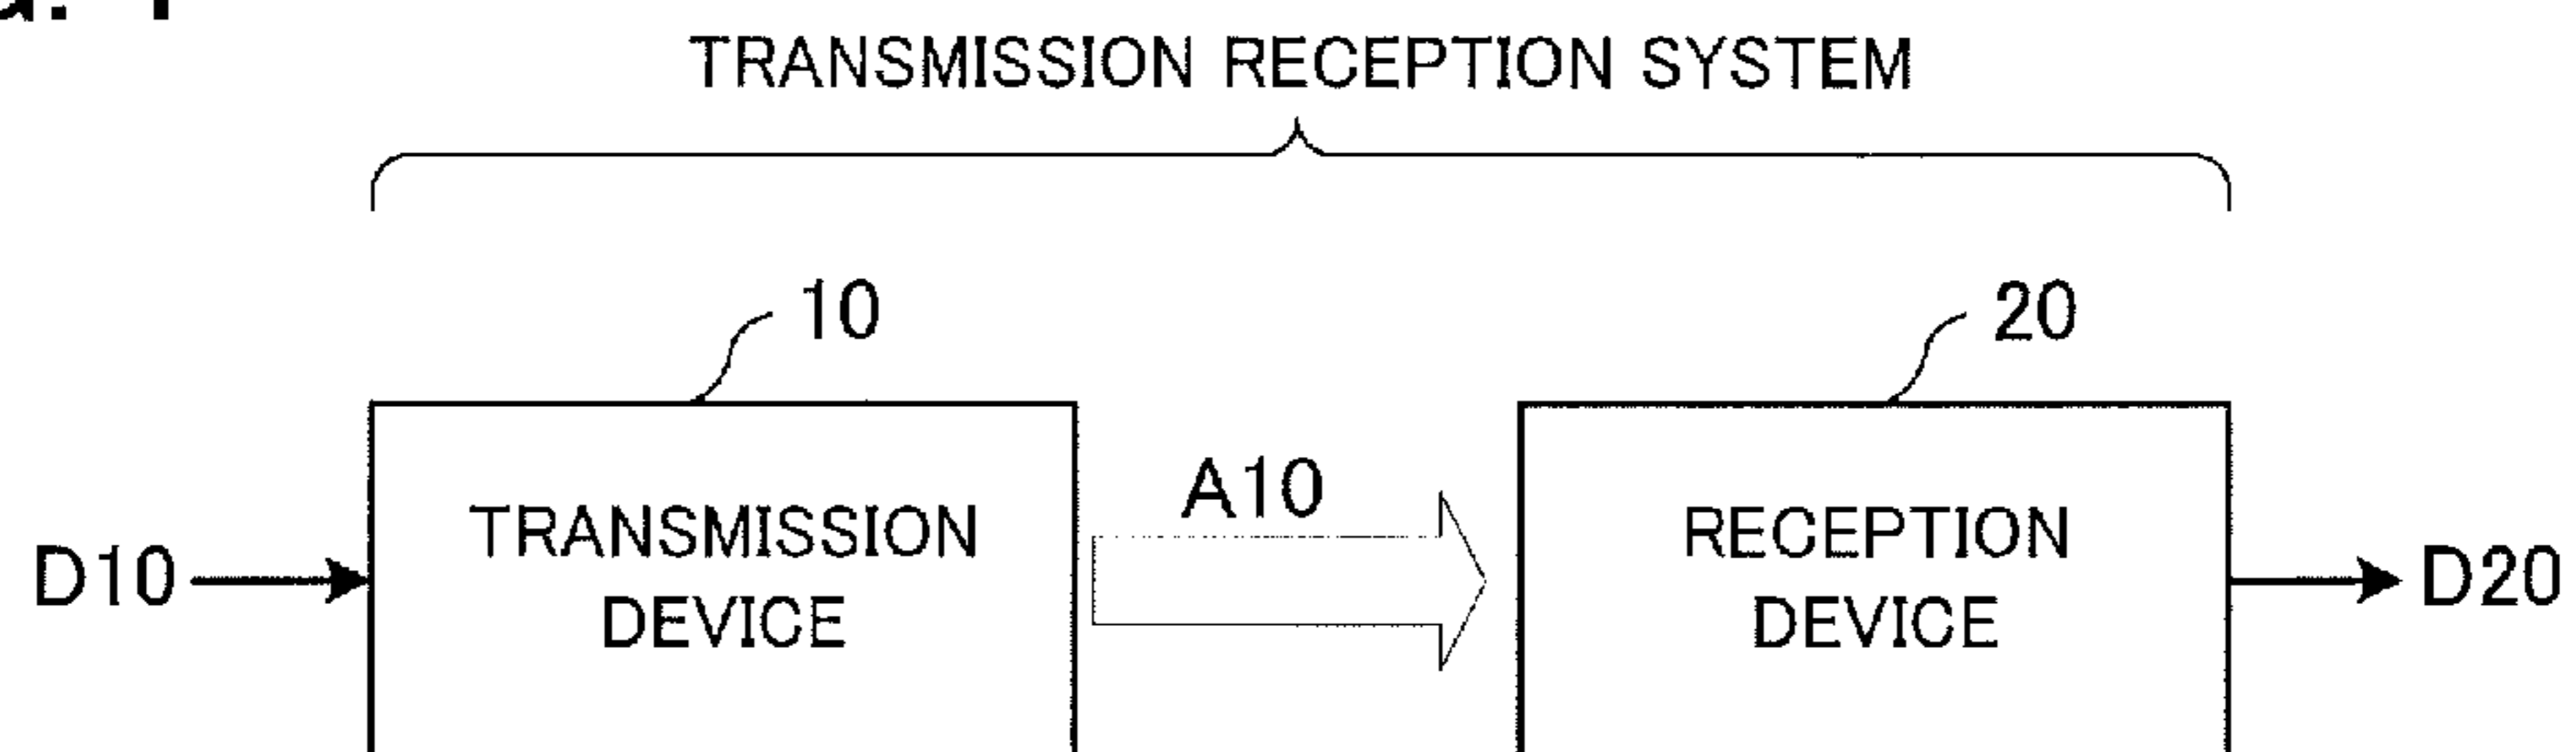 TRANSMISSION RECEPTION SYSTEM
10
20
A10
TRANSMISSION
DEVICE
RECEPTION
DEVICE
D10
D20